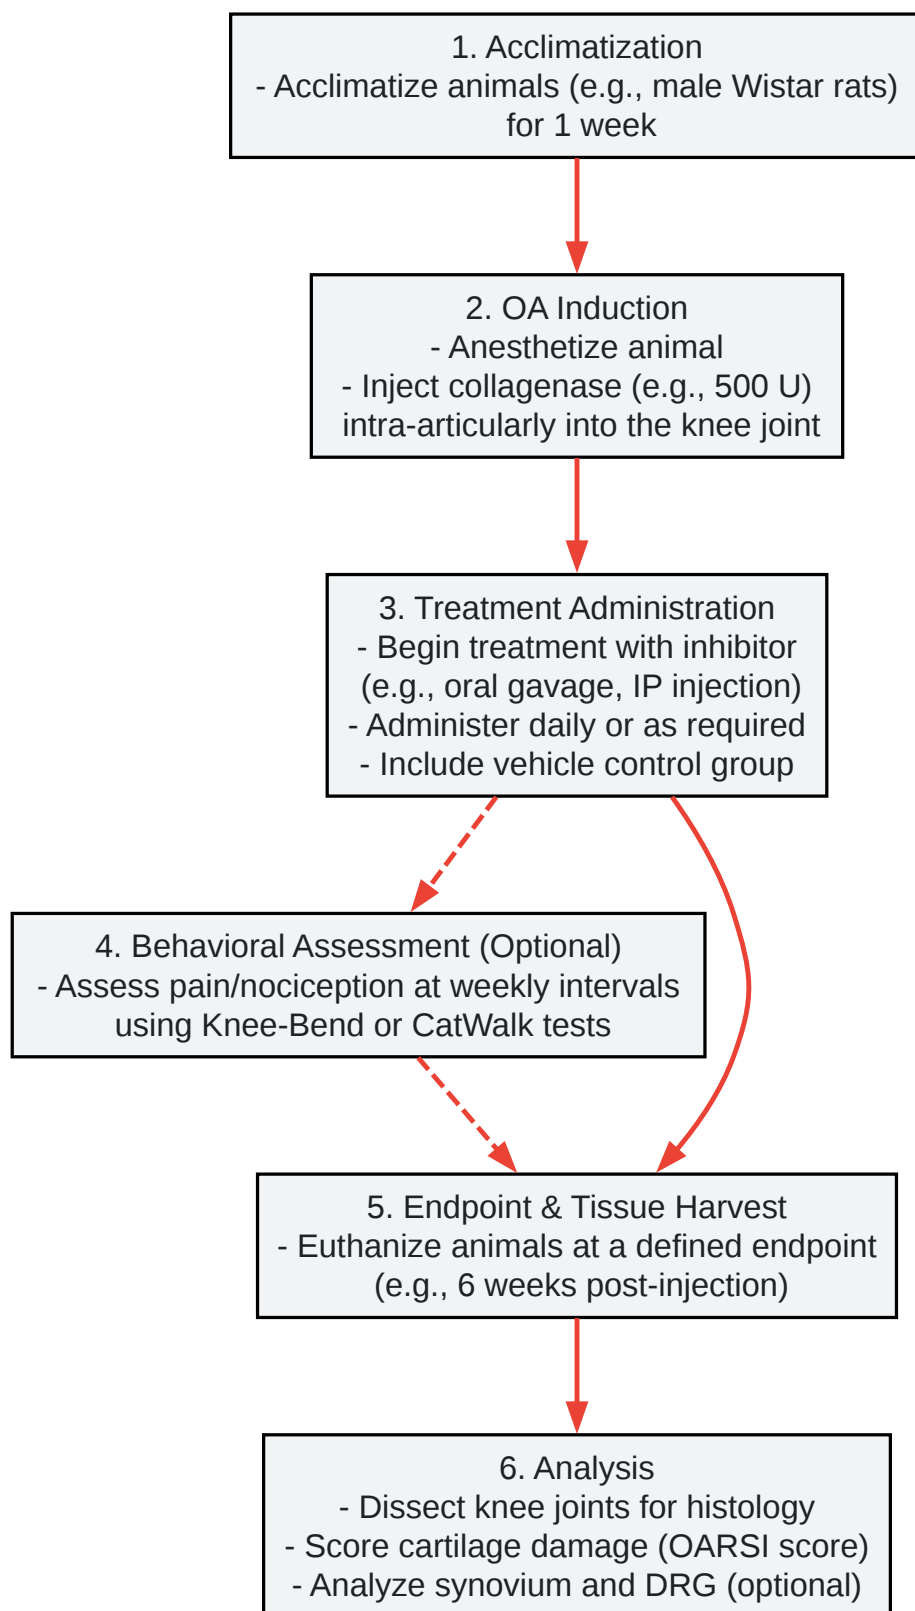 1. Acclimatization
- Acclimatize animals (e.g., male Wistar rats)
for 1 week
2. OA Induction
- Anesthetize animal
- Inject collagenase (e.g., 500 U)
intra-articularly into the knee joint
3. Treatment Administration
- Begin treatment with inhibitor
(e.g., oral gavage, IP injection)
- Administer daily or as required
- Include vehicle control group
4. Behavioral Assessment (Optional)
- Assess pain/nociception at weekly intervals
using Knee-Bend or CatWalk tests
5. Endpoint & Tissue Harvest
- Euthanize animals at a defined endpoint
(e.g., 6 weeks post-injection)
6. Analysis
- Dissect knee joints for histology
- Score cartilage damage (OARSI score)
- Analyze synovium and DRG (optional)